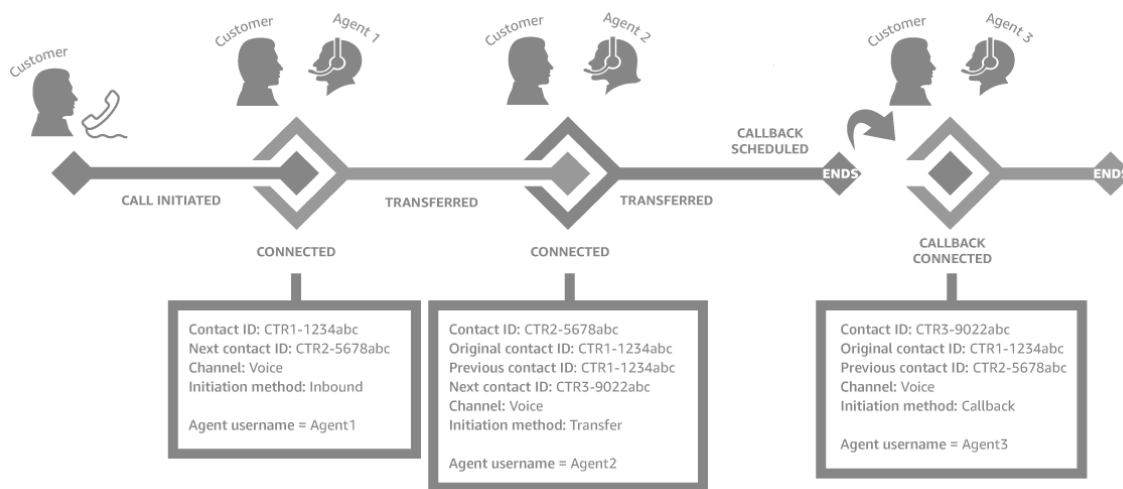 Customer
Customer
Agent 1
Customer
Agent 2
Customer
Agent 3
CALL INITIATED
TRANSFERRED
TRANSFERRED
CALLBACK
SCHEDULED
ENDS
ENDS
CONNECTED
CONNECTED
CALLBACK
CONNECTED
Contact ID: CTR1-1234abc
Next contact ID: CTR2-5678abc
Channel: Voice
Initiation method: Inbound
Agent username = Agent1
Contact ID: CTR2-5678abc
Original contact ID: CTR1-1234abc
Previous contact ID: CTR1-1234abc
Next contact ID: CTR3-9022abc
Channel: Voice
Initiation method: Transfer
Agent username = Agent2
Contact ID: CTR3-9022abc
Original contact ID: CTR1-1234abc
Previous contact ID: CTR2-5678abc
Channel: Voice
Initiation method: Callback
Agent username = Agent3